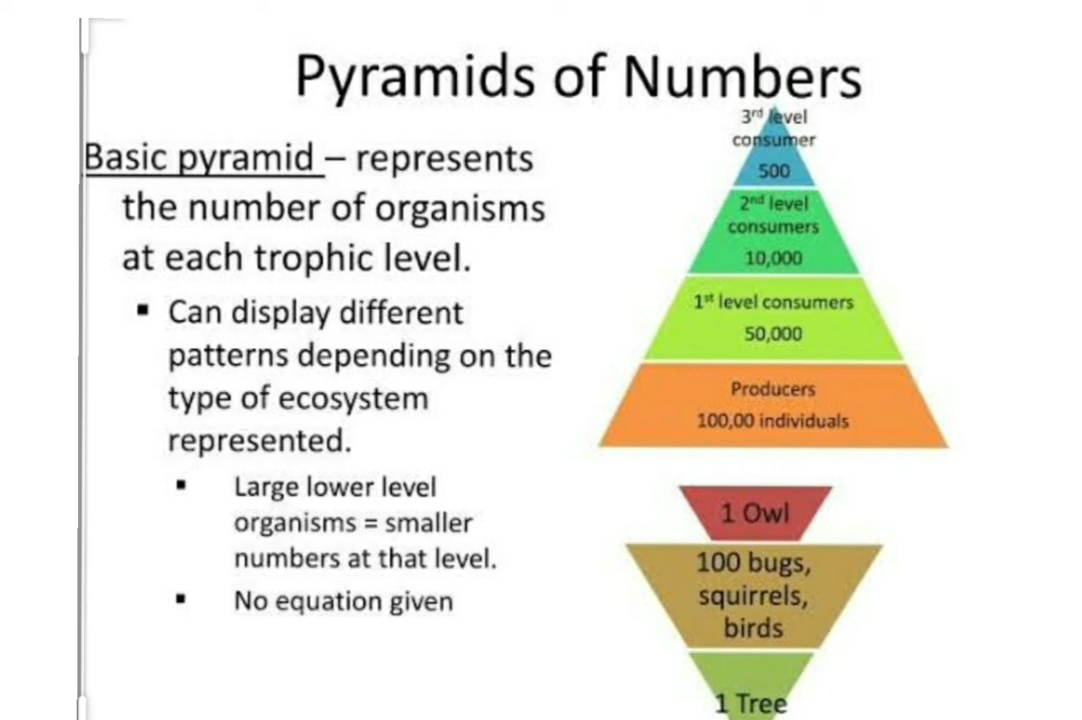 Pyramids of Numbers
Basic pyramid – represents
the number of organisms
at each trophic level.
▪ Can display different
patterns depending on the
type of ecosystem
represented.
▪ Large lower level
organisms = smaller
numbers at that level.
▪ No equation given
3rd level
consumer
500
2nd level
consumers
10,000
1st level consumers
50,000
Producers
100,00 individuals
1 Owl
100 bugs,
squirrels,
birds
1 Tree